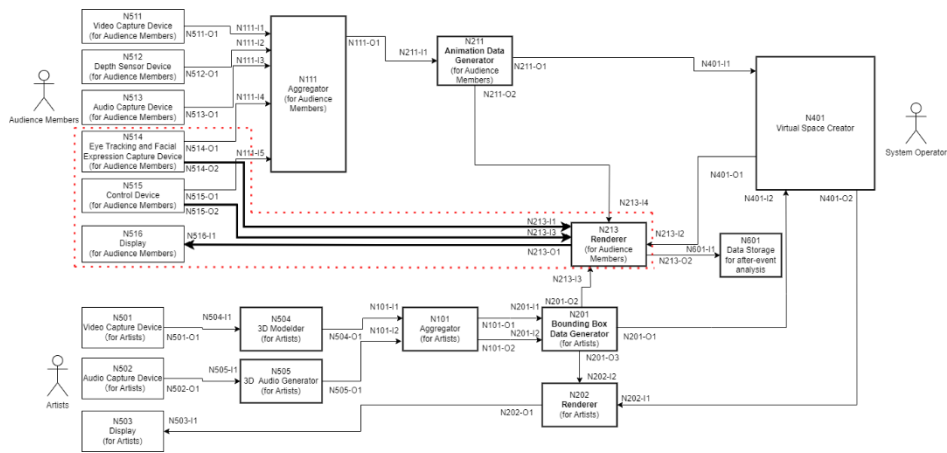 N511
Video Capture Device
(for Audience Members)
N511-O1
N111-I1
N111-I2
N512
Depth Sensor Device
(for Audience Members)
N512-O1
N111-I3
N513
Audio Capture Device
(for Audience Members)
N513-O1
N111-I4
N514
Eye Tracking and Facial
Expression Capture Device
(for Audience Members)
N514-O1
N514-O2
N111-I5
N515
Control Device
(for Audience Members)
N515-O1
N515-O2
N516
Display
(for Audience Members)
N516-I1
Audience Members
N111
Aggregator
(for Audience
Members)
N111-O1
N211-I1
N211
Animation Data
Generator
(for Audience
Members)
N211-O1
N211-O2
N401-I1
N401
Virtual Space Creator
N401-O1
N401-I2
N401-O2
System Operator
N213-I4
N213-I1
N213-I3
N213-O1
N213
Renderer
(for Audience
Members)
N213-I2
N213-O2
N601-I1
N601
Data Storage
for after-event
analysis
N213-I3
N201-O2
N501
Video Capture Device
(for Artists)
N501-O1
N504-I1
N504
3D Modelder
(for Artists)
N504-O1
N101-I1
N101-I2
N101
Aggregator
(for Artists)
N101-O1
N101-O2
N201-I1
N201-I2
N201
Bounding Box
Data Generator
(for Artists)
N201-O1
N201-O3
N502
Audio Capture Device
(for Artists)
N502-O1
N505-I1
N505
3D Audio Generator
(for Artists)
N505-O1
Artists
N202-I2
N202
Renderer
(for Artists)
N202-I1
N202-O1
N503
Display
(for Artists)
N503-I1